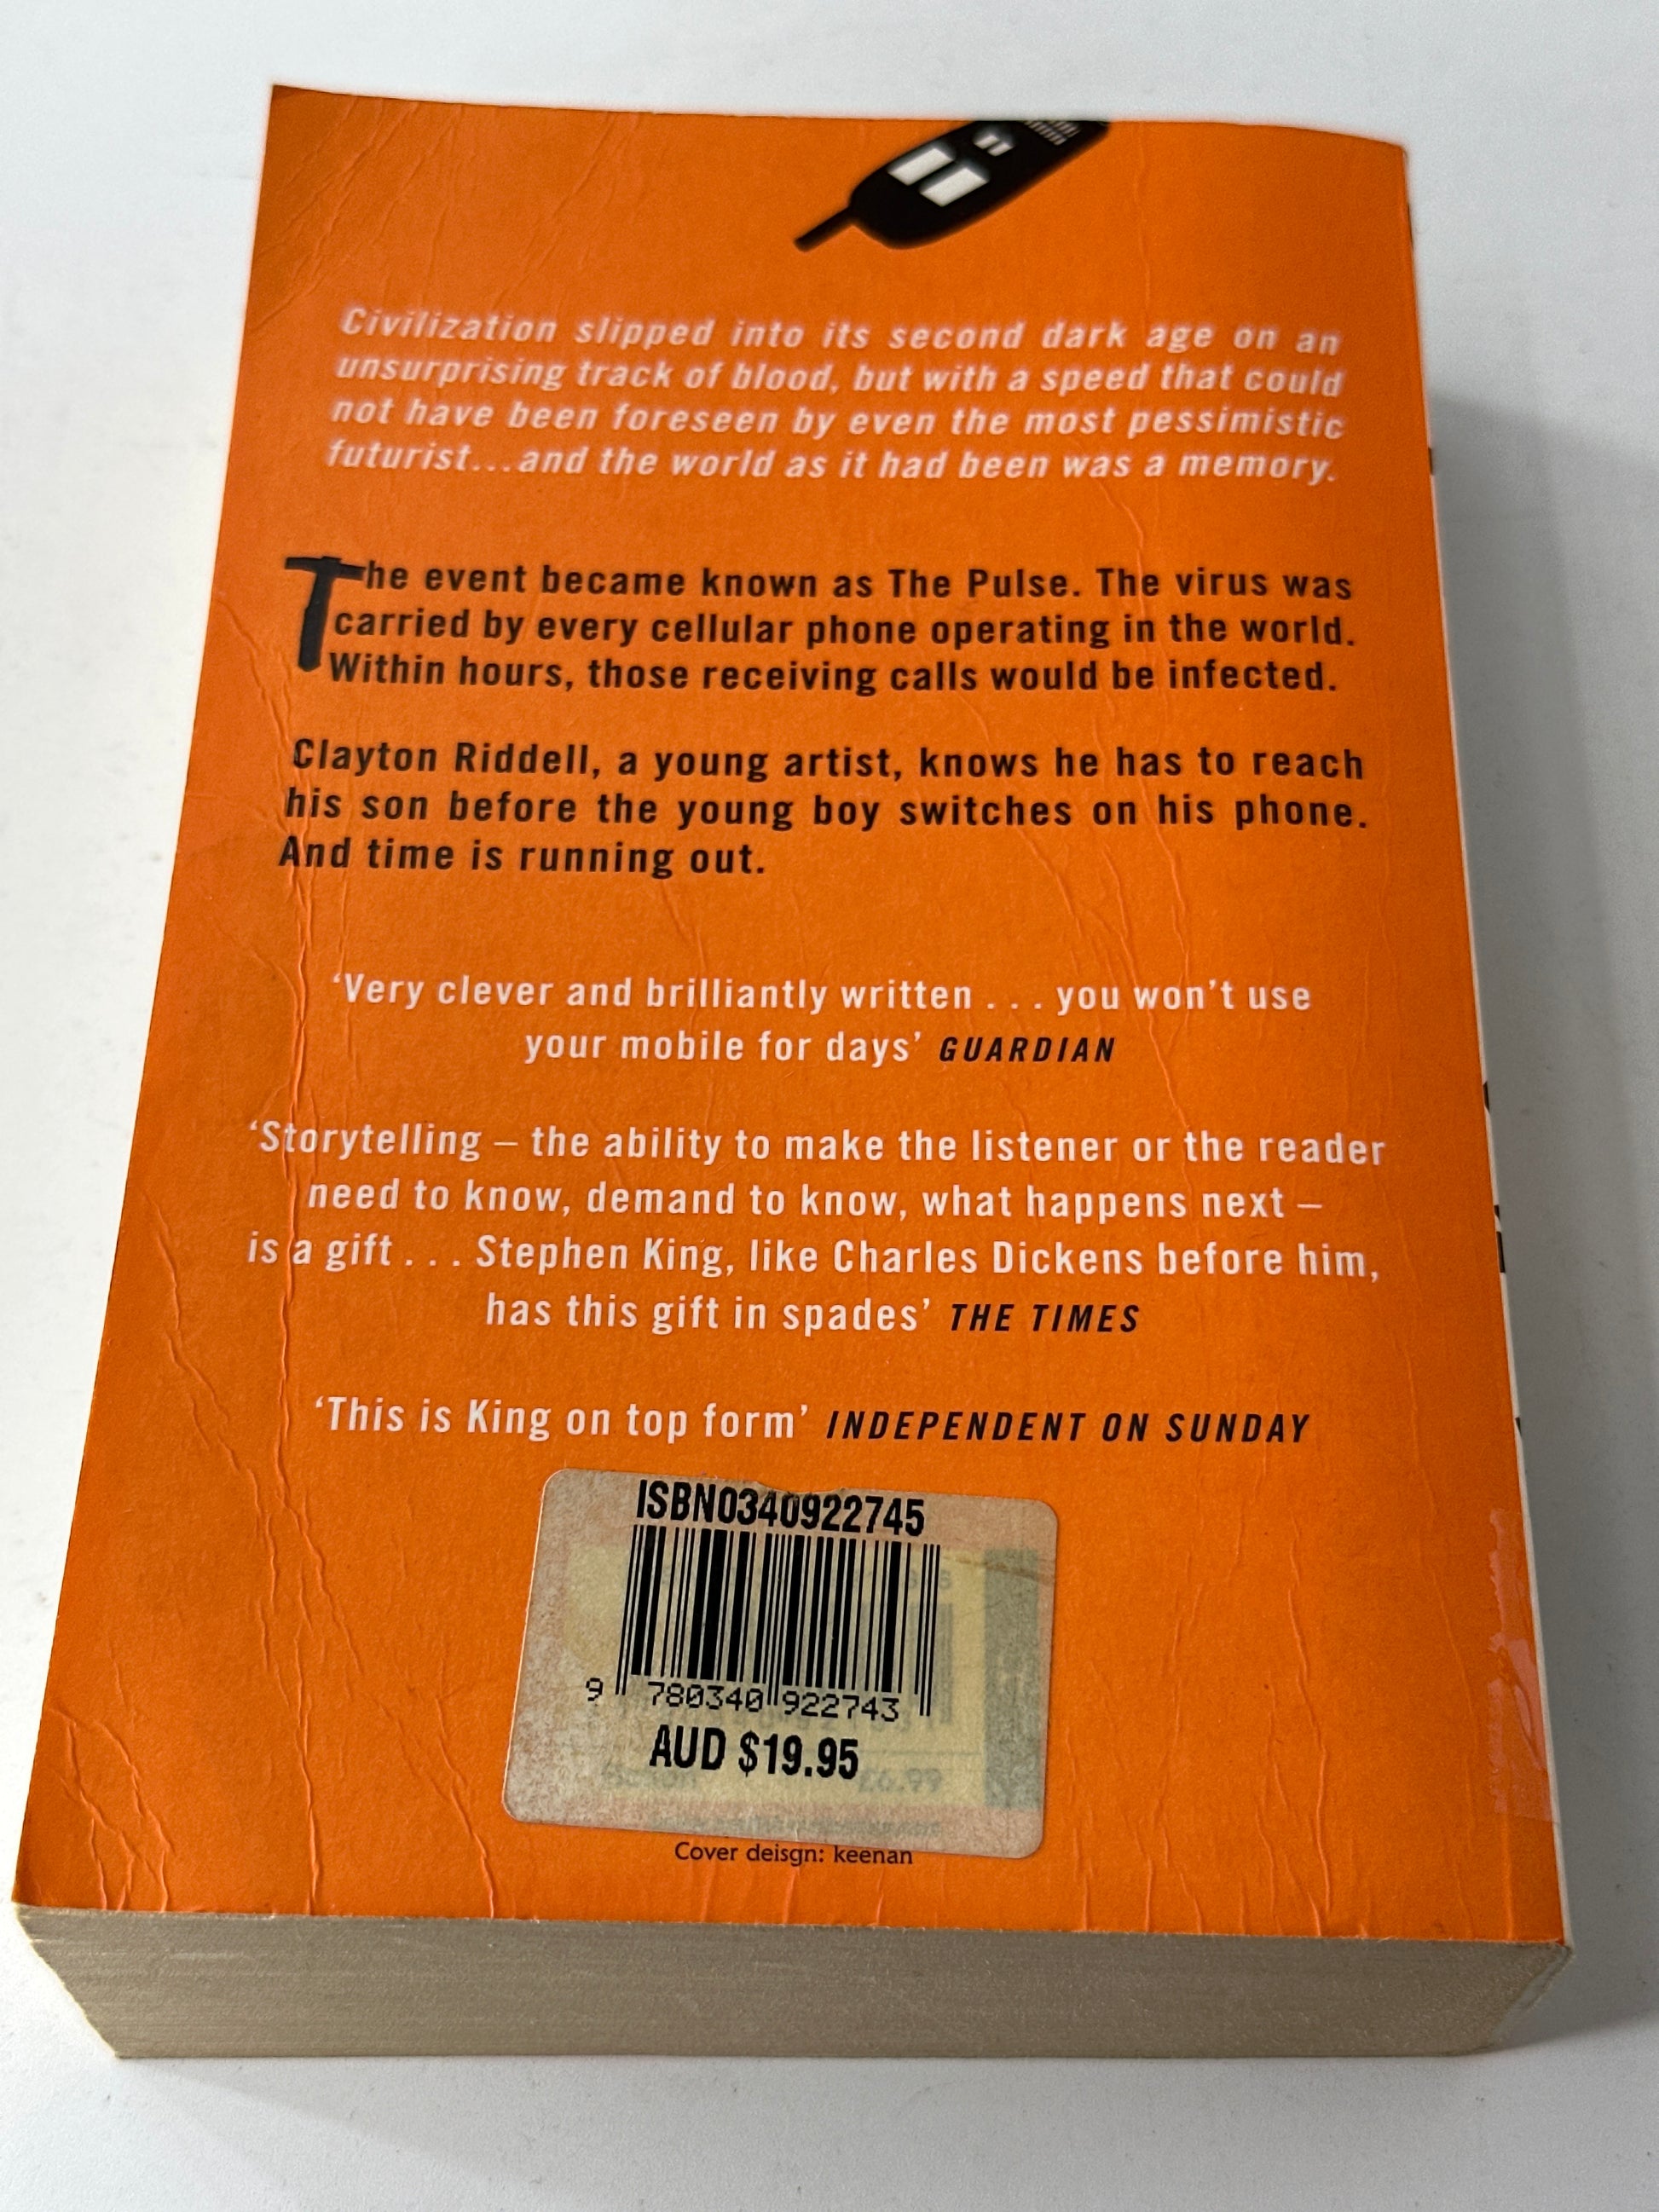 Civilization slipped into its second dark age on an
unsurprising track of blood, but with a speed that could
not have been foreseen by even the most pessimistic
futurist...and the world as it had been was a memory.
The event became known as The Pulse. The virus was
carried by every cellular phone operating in the world.
Within hours, those receiving calls would be infected.
Clayton Riddell, a young artist, knows he has to reach
his son before the young boy switches on his phone.
And time is running out.
‘Very clever and brilliantly written . . . you won’t use
your mobile for days’ GUARDIAN
‘Storytelling – the ability to make the listener or the reader
need to know, demand to know, what happens next –
is a gift . . . Stephen King, like Charles Dickens before him,
has this gift in spades’ THE TIMES
‘This is King on top form’ INDEPENDENT ON SUNDAY
ISBN0340922745
9 780340 922743
AUD $19.95
£6.99
Cover deisgn: keenan